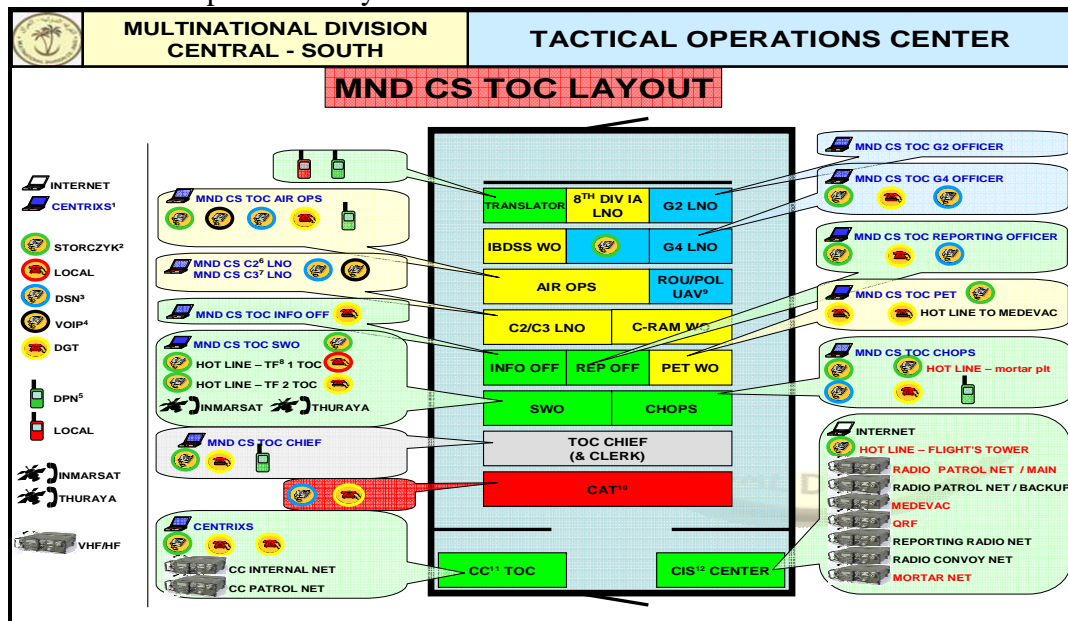 MULTINATIONAL DIVISION
CENTRAL - SOUTH
TACTICAL OPERATIONS CENTER
MND CS TOC LAYOUT
INTERNET
CENTRIXS¹
STORCZYK²
LOCAL
DSN³
VOIP⁴
DGT
DPN⁵
LOCAL
INMARSAT
THURAYA
VHF/HF
MND CS TOC AIR OPS
MND CS C2⁶ LNO
MND CS C3⁷ LNO
MND CS TOC INFO OFF
MND CS TOC SWO
HOT LINE – TF⁸ 1 TOC
HOT LINE – TF 2 TOC
INMARSAT THURAYA
MND CS TOC CHIEF
CENTRIXS
CC INTERNAL NET
CC PATROL NET
TRANSLATOR
8TH DIV IA
LNO
G2 LNO
IBDSS WO
G4 LNO
AIR OPS
ROU/POL
UAV⁹
C2/C3 LNO
C-RAM WO
INFO OFF
REP OFF
PET WO
SWO
CHOPS
TOC CHIEF
(& CLERK)
CAT¹⁰
CC¹¹ TOC
CIS¹² CENTER
MND CS TOC G2 OFFICER
MND CS TOC G4 OFFICER
MND CS TOC REPORTING OFFICER
MND CS TOC PET
HOT LINE TO MEDEVAC
MND CS TOC CHOPS
HOT LINE – mortar plt
INTERNET
HOT LINE – FLIGHT'S TOWER
RADIO PATROL NET / MAIN
RADIO PATROL NET / BACKUP
MEDEVAC
QRF
REPORTING RADIO NET
RADIO CONVOY NET
MORTAR NET